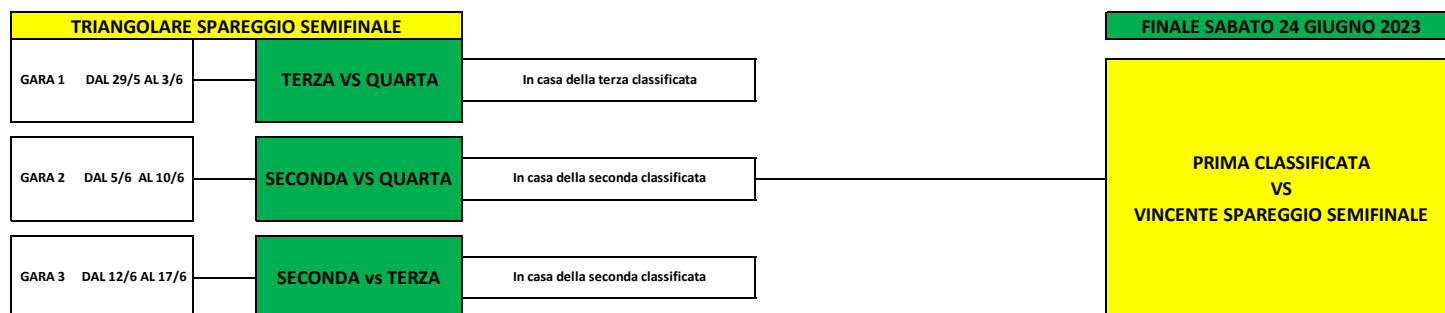 TRIANGOLARE SPAREGGIO SEMIFINALE
FINALE SABATO 24 GIUGNO 2023
GARA 1 DAL 29/5 AL 3/6
TERZA VS QUARTA
In casa della terza classificata
GARA 2 DAL 5/6 AL 10/6
SECONDA VS QUARTA
In casa della seconda classificata
GARA 3 DAL 12/6 AL 17/6
SECONDA vs TERZA
In casa della seconda classificata
PRIMA CLASSIFICATA
VS
VINCENTE SPAREGGIO SEMIFINALE